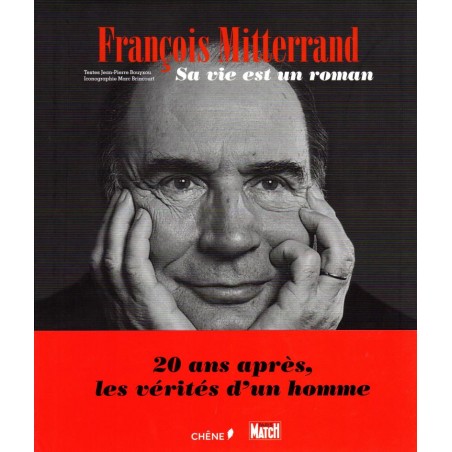 François Mitterrand
Textes Jean-Pierre Bouyxou
Iconographie Marc Brincourt
Sa vie est un roman
20 ans après,
les vérités d'un homme
CHÊNE
MATCH